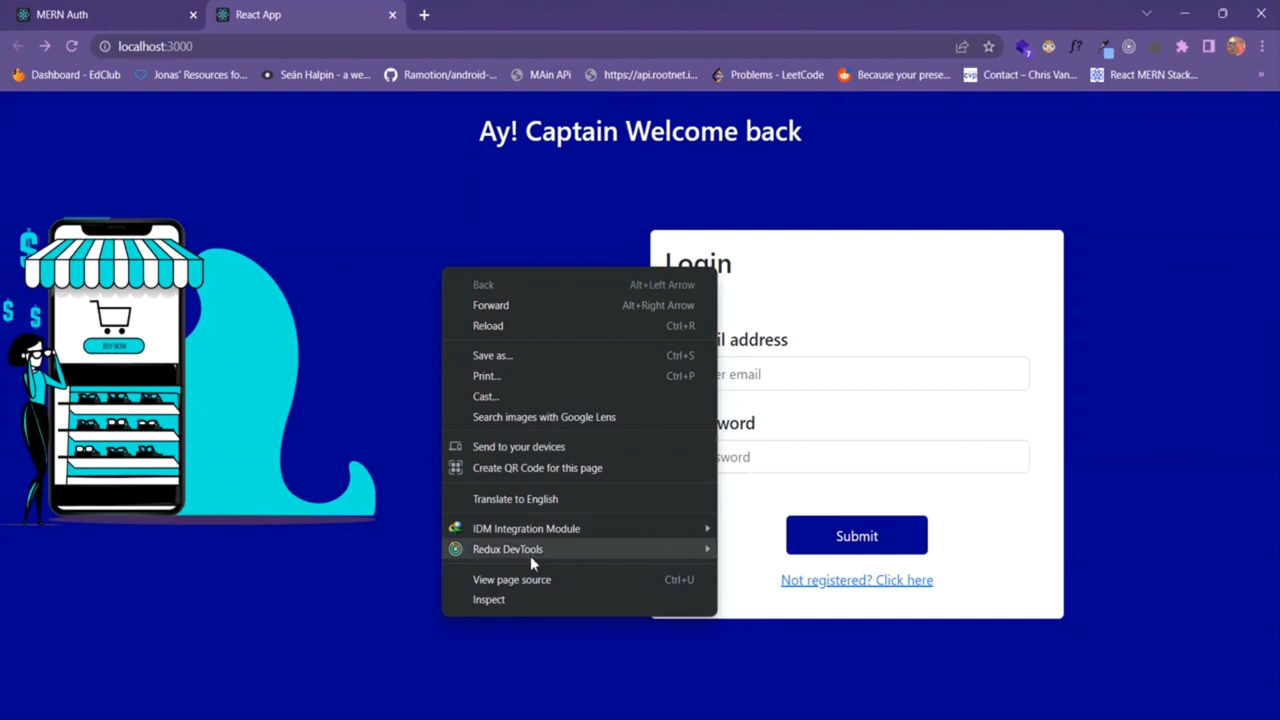 MERN Auth
React App
localhost:3000
7
f?
Dashboard - EdClub
Jonas' Resources fo...
Seán Halpin - a we...
Ramotion/android-...
MAin APi
https://api.rootnet.i...
Problems - LeetCode
Because your prese...
cvp
Contact – Chris Van...
React MERN Stack...
»
Ay! Captain Welcome back
$
$
$
BUY NOW
Login
il address
er email
word
sword
Submit
Not registered? Click here
Back Alt+Left Arrow
Forward Alt+Right Arrow
Reload Ctrl+R
Save as... Ctrl+S
Print... Ctrl+P
Cast...
Search images with Google Lens
Send to your devices
Create QR Code for this page
Translate to English
IDM Integration Module
Redux DevTools
View page source Ctrl+U
Inspect